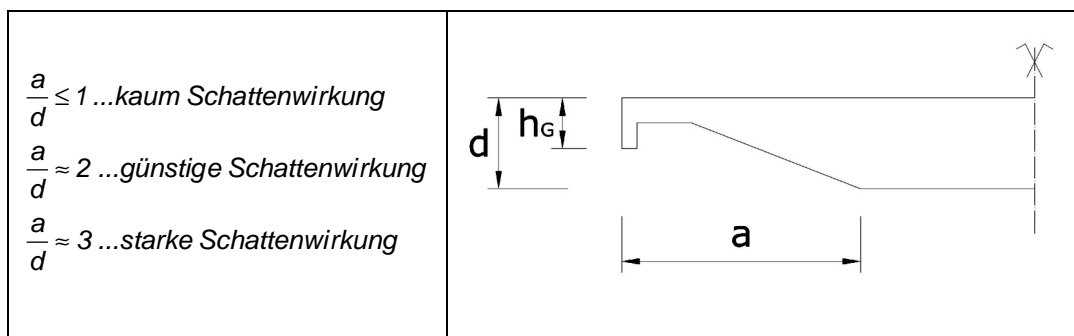 a/d ≤ 1 ...kaum Schattenwirkung
a/d ≈ 2 ...günstige Schattenwirkung
a/d ≈ 3 ...starke Schattenwirkung
d
hG
a